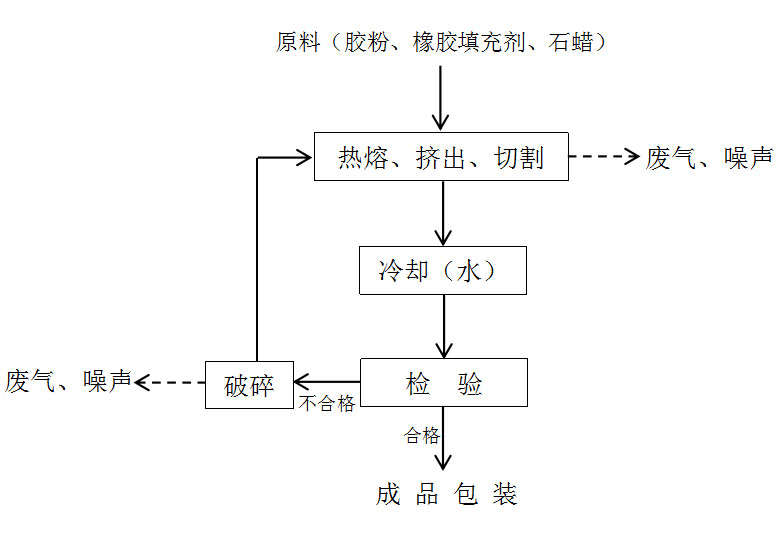 原料（胶粉、橡胶填充剂、石蜡）
热熔、挤出、切割
废气、噪声
冷却（水）
废气、噪声
破碎
不合格
检 验
合格
成 品 包 装